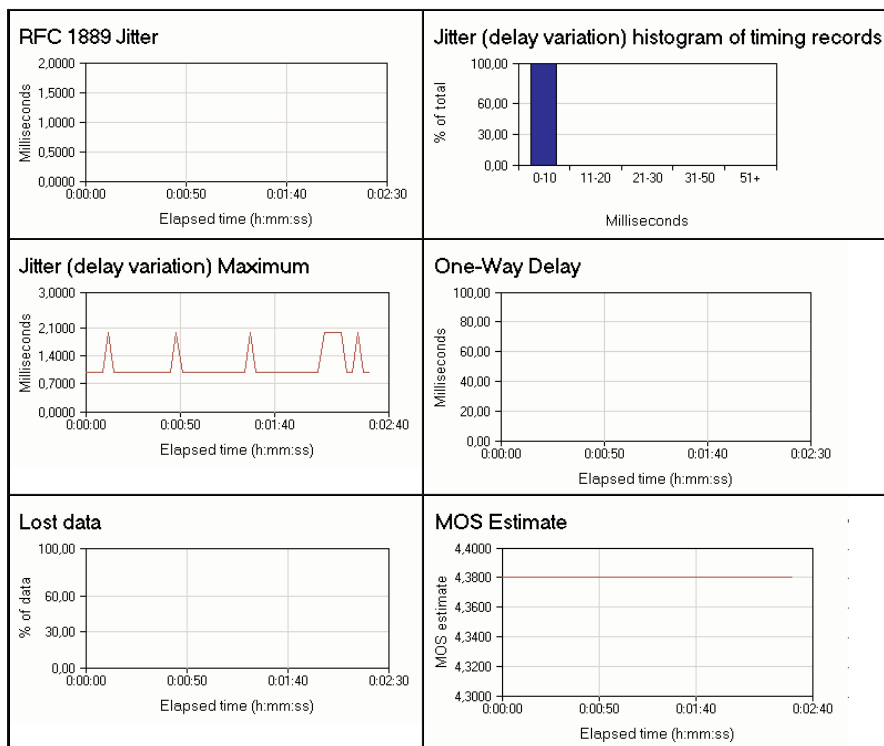 RFC 1889 Jitter
2,0000
1,5000
1,0000
0,5000
0,0000
Milliseconds
0:00:00 0:00:50 0:01:40 0:02:30
Elapsed time (h:mm:ss)
Jitter (delay variation) histogram of timing records
100,00
60,00
30,00
0,00
% of total
0-10 11-20 21-30 31-50 51+
Milliseconds
Jitter (delay variation) Maximum
3,0000
2,1000
1,4000
0,7000
0,0000
Milliseconds
0:00:00 0:00:50 0:01:40 0:02:40
Elapsed time (h:mm:ss)
One-Way Delay
100,00
80,00
60,00
40,00
20,00
0,00
Milliseconds
0:00:00 0:00:50 0:01:40 0:02:30
Elapsed time (h:mm:ss)
Lost data
100,00
60,00
30,00
0,00
% of data
0:00:00 0:00:50 0:01:40 0:02:30
Elapsed time (h:mm:ss)
MOS Estimate
4,4000
4,3800
4,3600
4,3400
4,3200
4,3000
MOS estimate
0:00:00 0:00:50 0:01:40 0:02:40
Elapsed time (h:mm:ss)